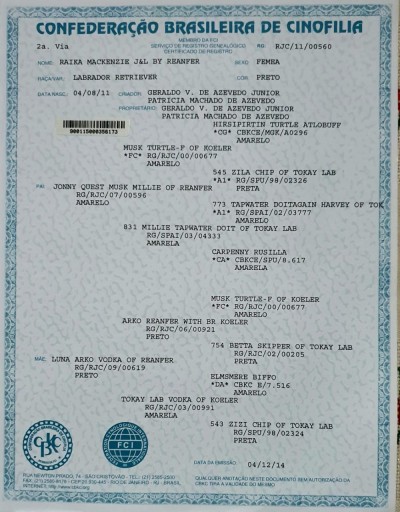 CONFEDERAÇÃO BRASILEIRA DE CINOFILIA
MEMBRO DA FCI
2a. Via SERVIÇO DE REGISTRO GENEALÓGICO RG RJC/11/00560
CERTIFICADO DE REGISTRO
NOME: RAIKA MACKENZIE J&L BY REANFER SEXO FEMEA
RAÇA/VAR: LABRADOR RETRIEVER COR PRETO
DATA NASC.: 04/08/11 CRIADOR: GERALDO V. DE AZEVEDO JUNIOR
PATRICIA MACHADO DE AZEVEDO
PROPRIETÁRIO: GERALDO V. DE AZEVEDO JUNIOR
PATRICIA MACHADO DE AZEVEDO
HIRSIPIRTIN TURTLE ATLOBUFF
*CG* CBKCE/MGK/A0296
AMARELO
MUSK TURTLE-F OF KOELER
*FC* RG/RJC/00/00677
AMARELO
545 ZILA CHIP OF TOKAY LAB
*A1* RG/SPU/98/02326
PRETA
PAI: JONNY QUEST MUSK MILLIE OF REANFER
RG/RJC/07/00596
AMARELO
773 TAPWATER DOITAGAIN HARVEY OF TOK
*A1* RG/SPAI/02/03777
AMARELO
831 MILLIE TAPWATER DOIT OF TOKAY LAB
RG/SPAI/03/04333
AMARELA
CARPENNY RUSILLA
*CA* CBKCE/SPU/8.617
AMARELO
MUSK TURTLE-F OF KOELER
*FC* RG/RJC/00/00677
AMARELO
ARKO REANFER WITH BR KOELER
RG/RJC/06/00921
PRETO
754 BETTA SKIPPER OF TOKAY LAB
RG/RJC/02/00205
PRETA
MÃE: LUNA ARKO VODKA OF REANFER
RG/RJC/09/00619
PRETO
ELMSMERE BIFFO
*DA* CBKC E/7.516
AMARELO
TOKAY LAB VODKA OF KOELER
RG/RJC/03/00991
AMARELO
543 ZIZI CHIP OF TOKAY LAB
RG/SPU/98/02324
PRETO
CBKC
FCI
DATA DA EMISSÃO 04/12/14
QUALQUER ANOTAÇÃO NESTE DOCUMENTO SEM AUTORIZAÇÃO DA
CBKC TIRA A VALIDADE DO MESMO